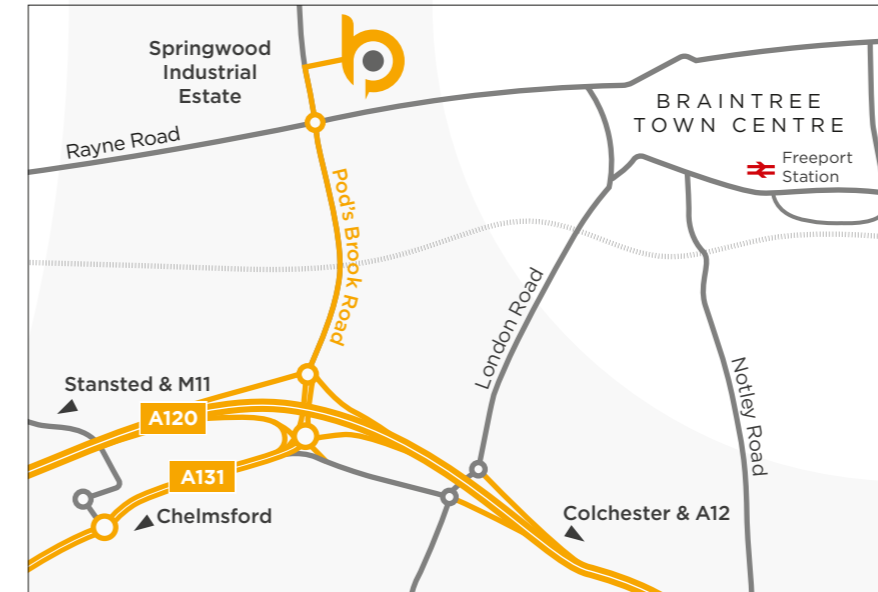 Springwood
Industrial
Estate
BRAINTREE
TOWN CENTRE
Rayne Road
Freeport
Station
Pod's Brook Road
London Road
Stansted & M11
A120
Notley Road
A131
Chelmsford
Colchester & A12